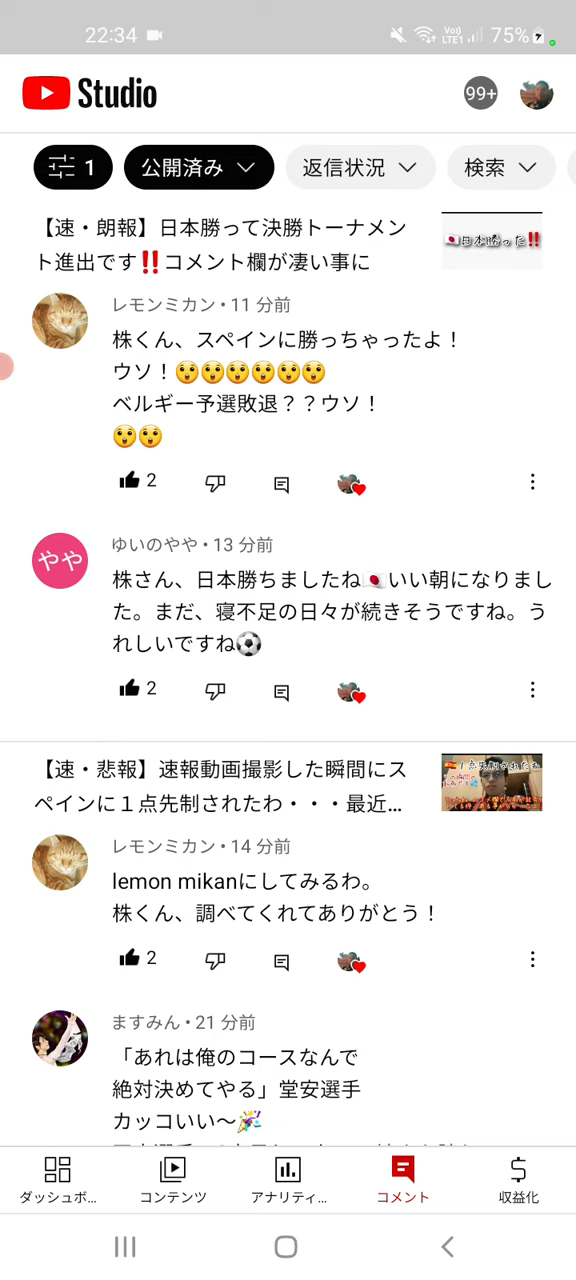 22:34
Vo)) LTE1 75%
Studio
99+
1 公開済み 返信状況 検索
【速・朗報】日本勝って決勝トーナメン
ト進出です‼️コメント欄が凄い事に
🇯🇵日本勝った‼️
レモンミカン • 11 分前
株くん、スペインに勝っちゃったよ！
ウソ！😲😲😲😲😲😲
ベルギー予選敗退？？ウソ！
😲😲
2
やや
ゆいのやや • 13 分前
株さん、日本勝ちましたね🇯🇵いい朝になりまし
た。まだ、寝不足の日々が続きそうですね。う
れしいですね⚽
2
【速・悲報】速報動画撮影した瞬間にス
ペインに１点先制されたわ・・・最近...
レモンミカン • 14 分前
lemon mikanにしてみるわ。
株くん、調べてくれてありがとう！
2
ますみん • 21 分前
「あれは俺のコースなんで
絶対決めてやる」堂安選手
カッコいい〜🎉
ダッシュボ... コンテンツ アナリティ... コメント 収益化